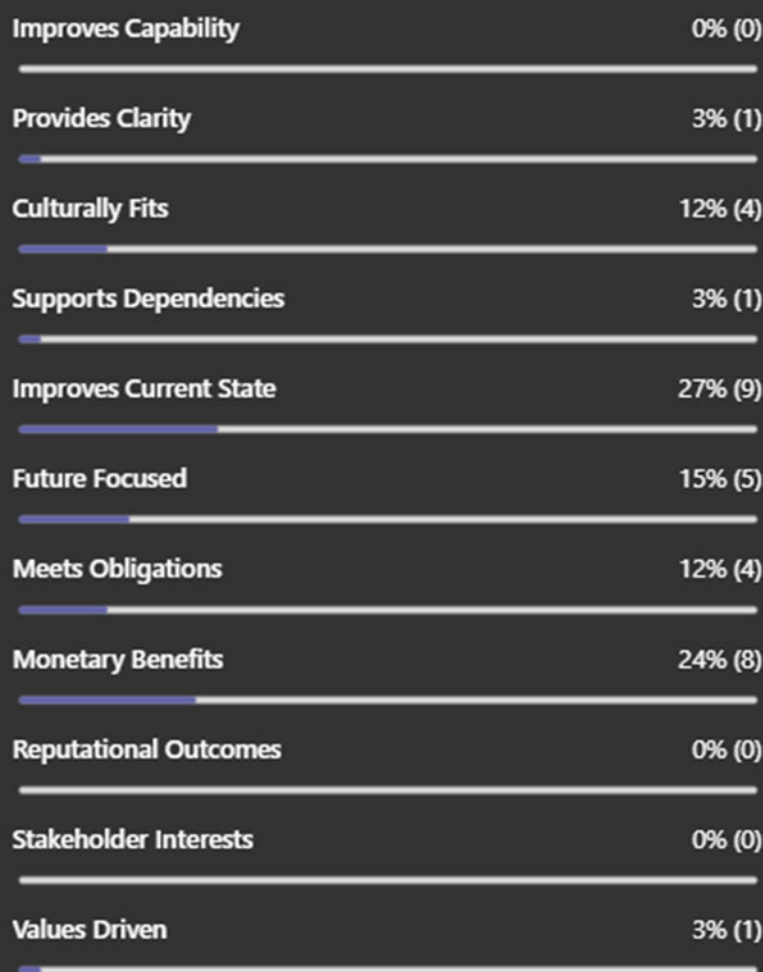 Improves Capability 0% (0)
Provides Clarity 3% (1)
Culturally Fits 12% (4)
Supports Dependencies 3% (1)
Improves Current State 27% (9)
Future Focused 15% (5)
Meets Obligations 12% (4)
Monetary Benefits 24% (8)
Reputational Outcomes 0% (0)
Stakeholder Interests 0% (0)
Values Driven 3% (1)